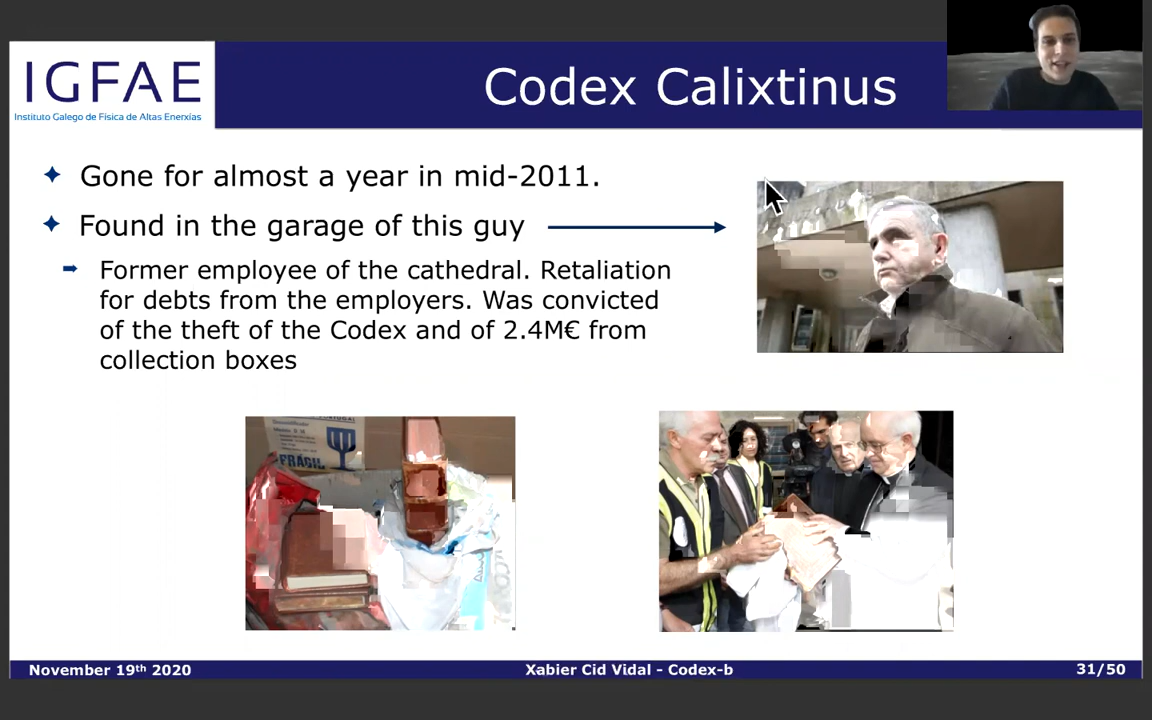 IGFAE
Instituto Galego de Física de Altas Enerxías
Codex Calixtinus
Gone for almost a year in mid-2011.
Found in the garage of this guy
Former employee of the cathedral. Retaliation
for debts from the employers. Was convicted
of the theft of the Codex and of 2.4M€ from
collection boxes
FRÁGIL
November 19th 2020
Xabier Cid Vidal - Codex-b
31/50